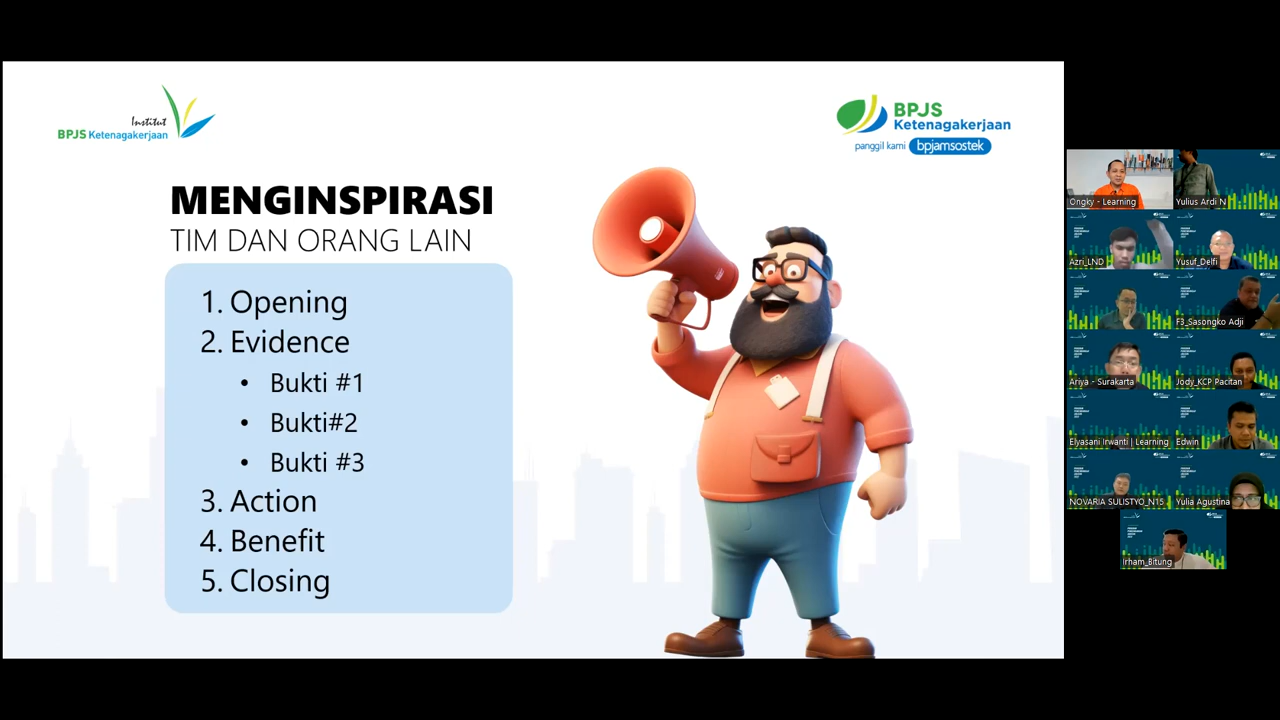 Institut
BPJS Ketenagakerjaan
BPJS
Ketenagakerjaan
panggil kami bpjamsostek
MENGINSPIRASI
TIM DAN ORANG LAIN
1. Opening
2. Evidence
• Bukti #1
• Bukti#2
• Bukti #3
3. Action
4. Benefit
5. Closing
Ongky - Learning
Yulius Ardi N
Azri_LND
Yusuf_Delfi
F3_Sasongko Adji
Ariya - Surakarta
Jody_KCP Pacitan
Elyasani Irwanti | Learning
Edwin
NOVARIA SULISTYO_N15
Yulia Agustina
Irham_Bitung